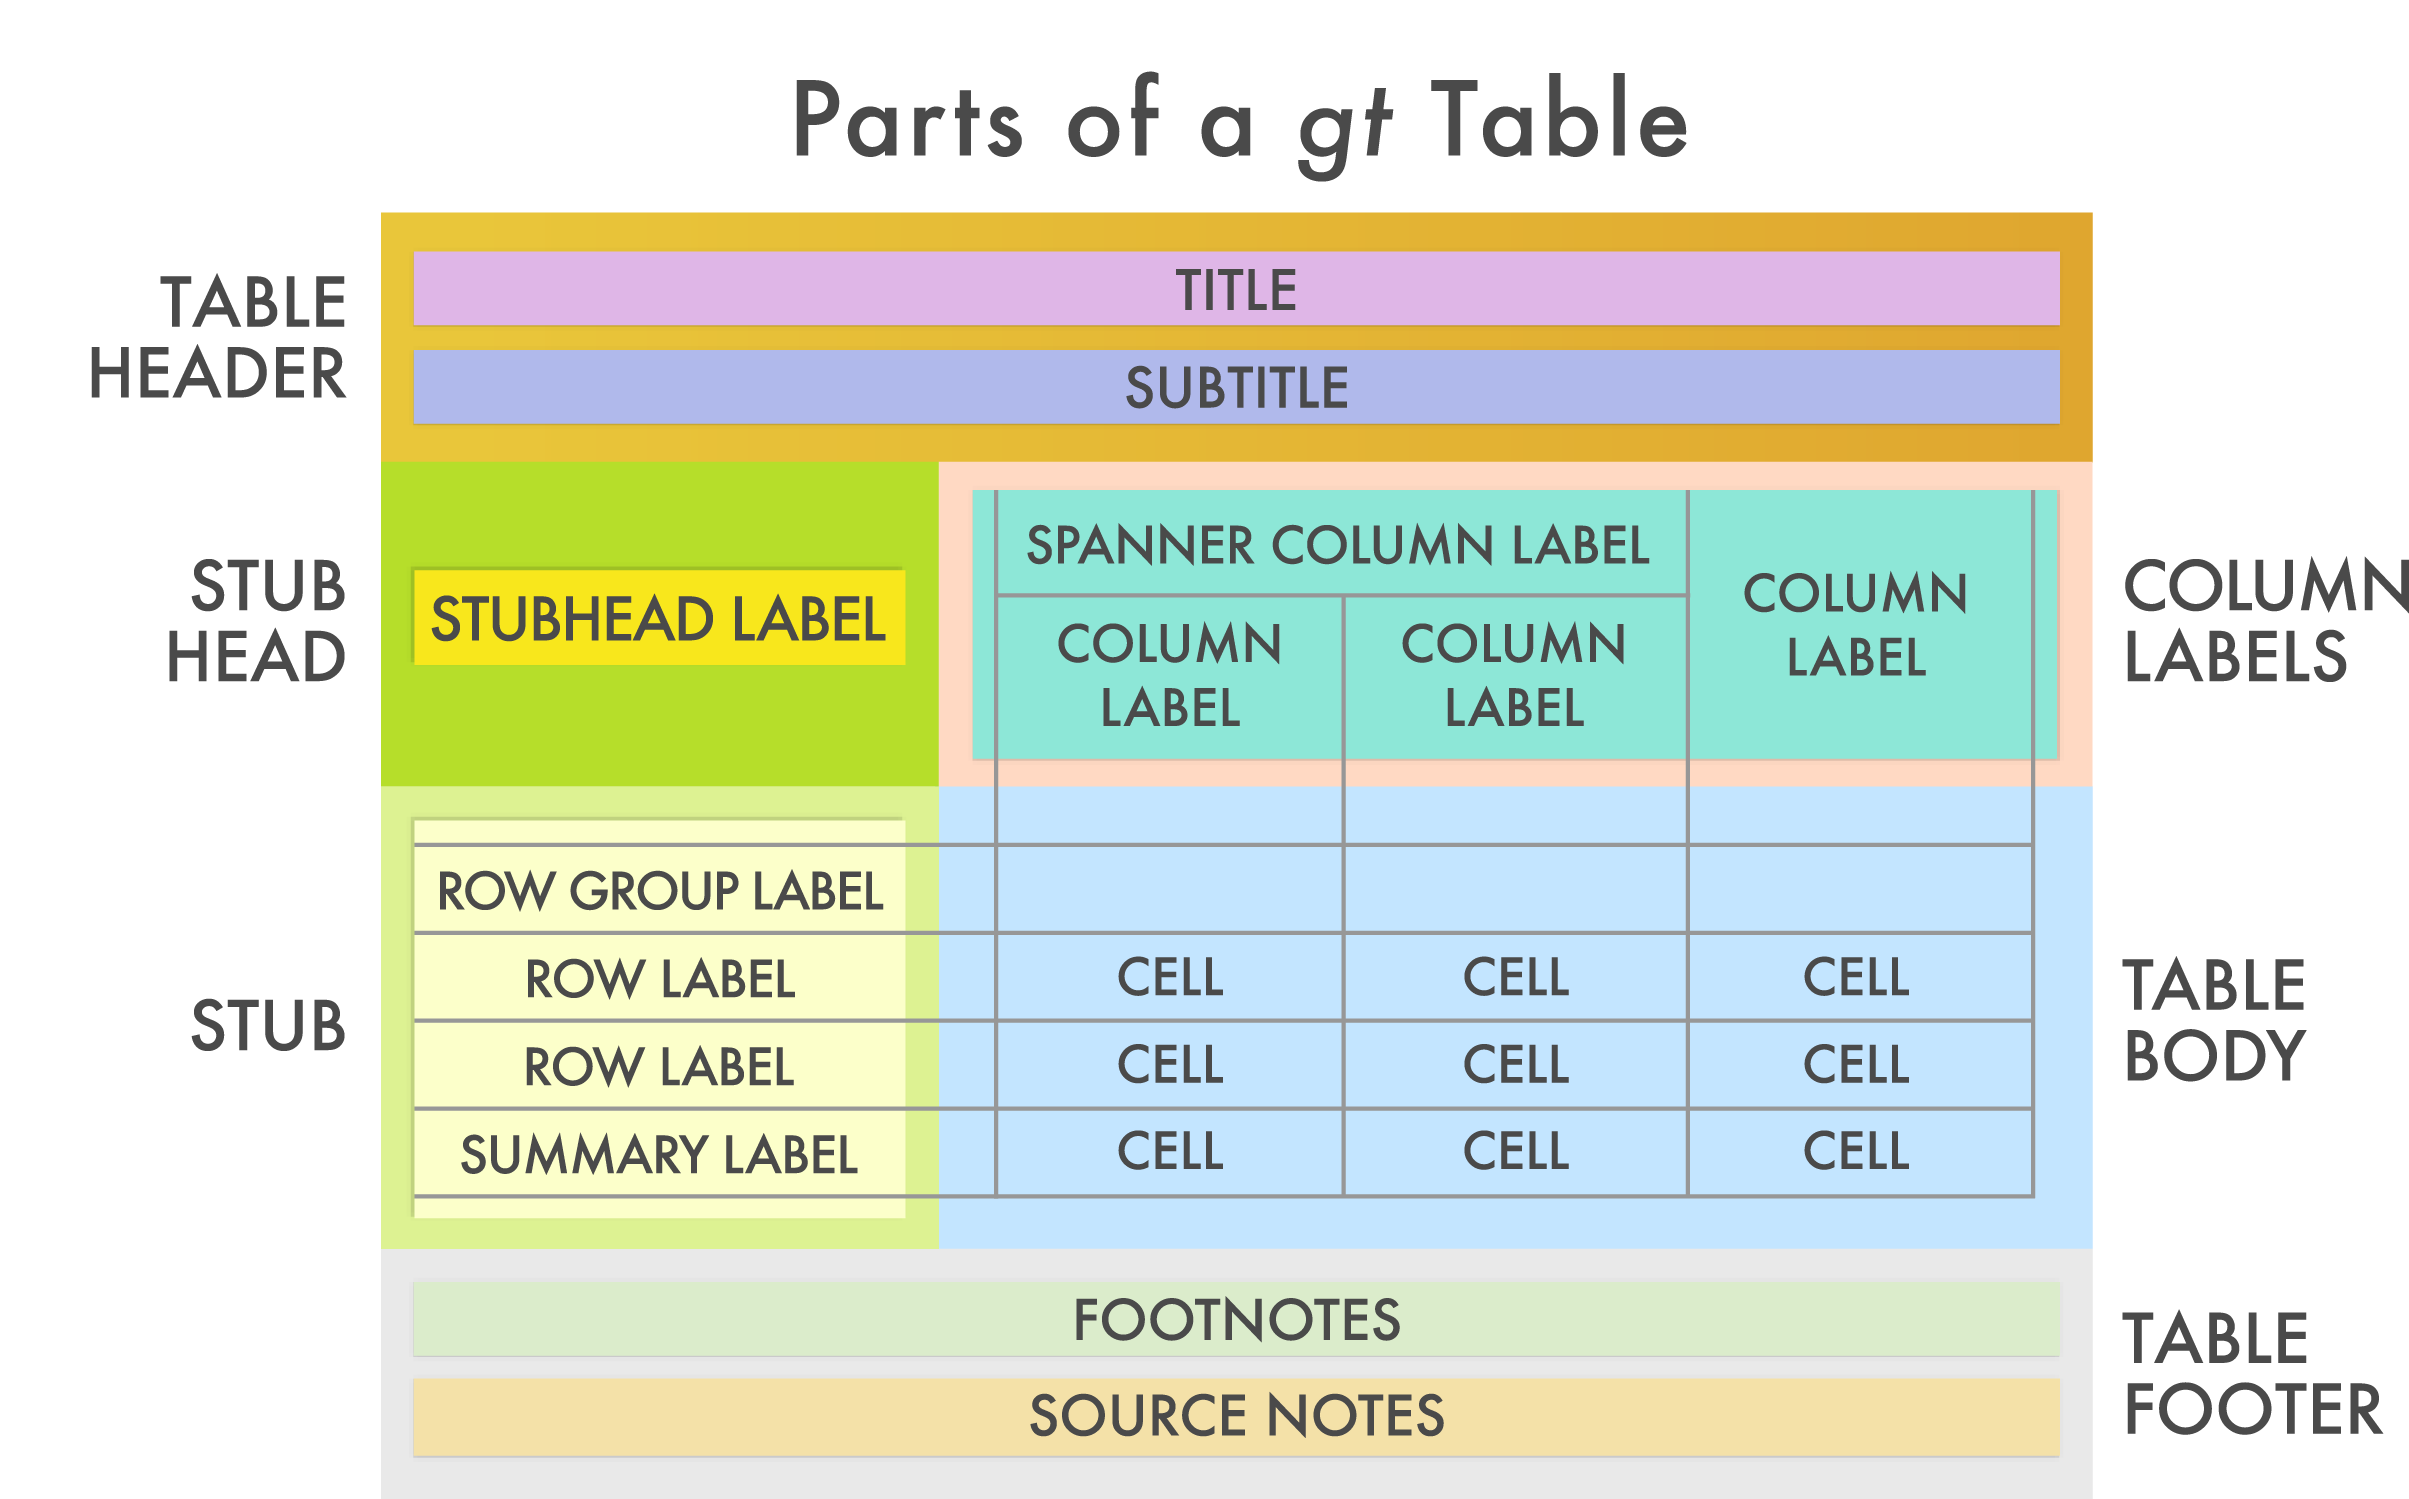 Parts of a gt Table
TABLE
HEADER
TITLE
SUBTITLE
STUB
HEAD
STUBHEAD LABEL
SPANNER COLUMN LABEL
COLUMN
LABEL
COLUMN
LABEL
COLUMN
LABEL
COLUMN
LABELS
STUB
ROW GROUP LABEL
ROW LABEL CELL CELL CELL
ROW LABEL CELL CELL CELL
SUMMARY LABEL CELL CELL CELL
TABLE
BODY
FOOTNOTES
SOURCE NOTES
TABLE
FOOTER